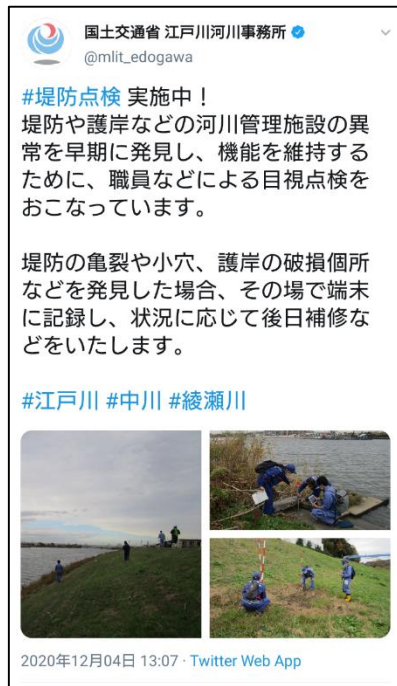 国土交通省 江戸川河川事務所
@mlit_edogawa
#堤防点検 実施中！
堤防や護岸などの河川管理施設の異
常を早期に発見し、機能を維持する
ために、職員などによる目視点検を
おこなっています。
堤防の亀裂や小穴、護岸の破損個所
などを発見した場合、その場で端末
に記録し、状況に応じて後日補修な
どをいたします。
#江戸川 #中川 #綾瀬川
2020年12月04日 13:07 · Twitter Web App